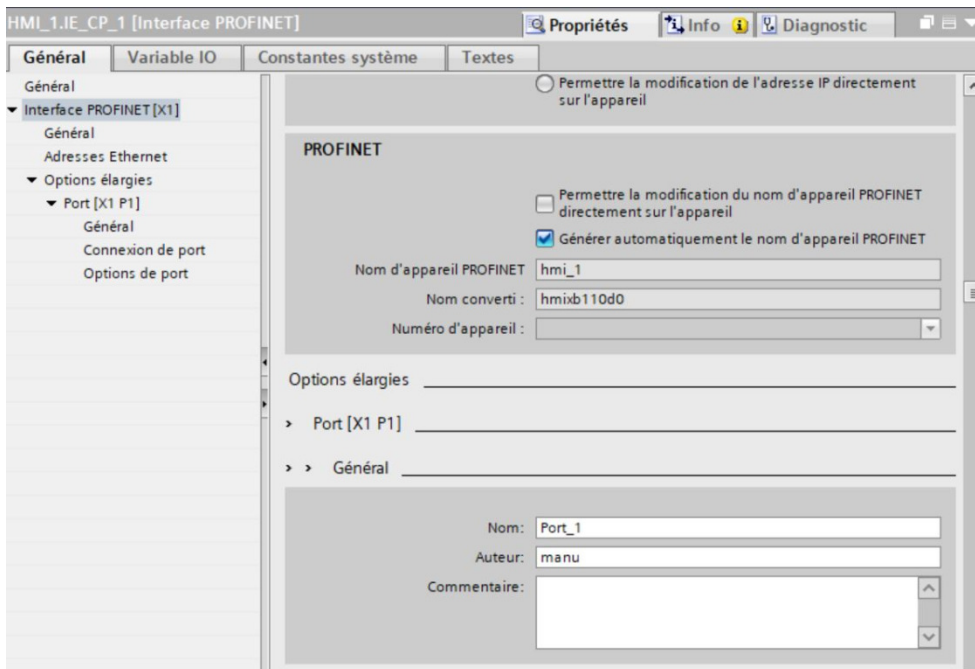 HMI_1.IE_CP_1 [Interface PROFINET]
Propriétés
Info
Diagnostic
Général
Variable IO
Constantes système
Textes
Général
Interface PROFINET [X1]
Général
Adresses Ethernet
Options élargies
Port [X1 P1]
Général
Connexion de port
Options de port
Permettre la modification de l'adresse IP directement
sur l'appareil
PROFINET
Permettre la modification du nom d'appareil PROFINET
directement sur l'appareil
Générer automatiquement le nom d'appareil PROFINET
Nom d'appareil PROFINET hmi_1
Nom converti : hmixb110d0
Numéro d'appareil :
Options élargies
Port [X1 P1]
Général
Nom: Port_1
Auteur: manu
Commentaire: